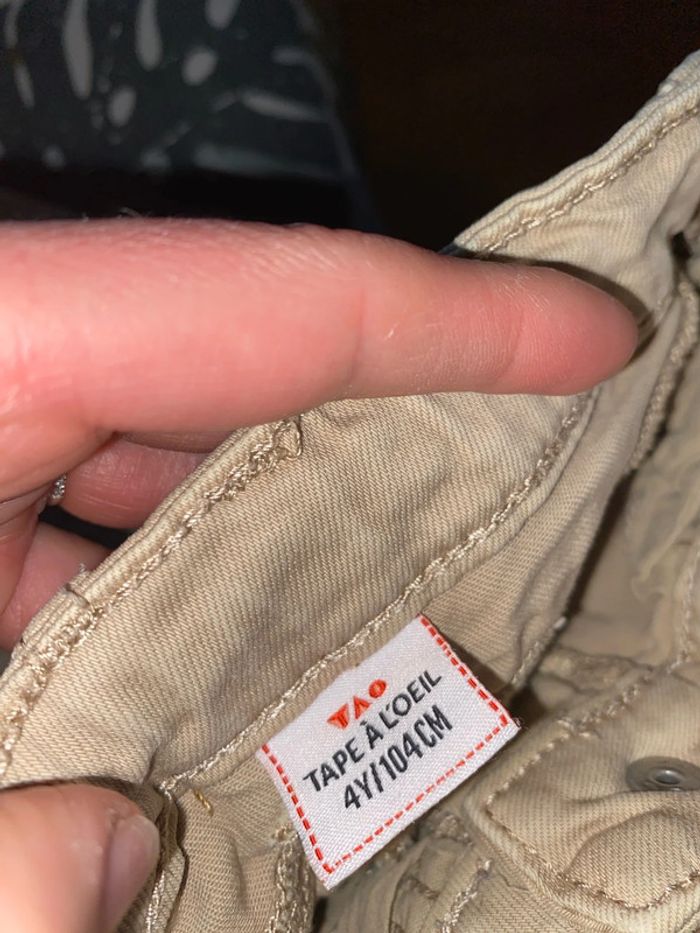 TAO
TAPE À L'OEIL
4Y/104CM